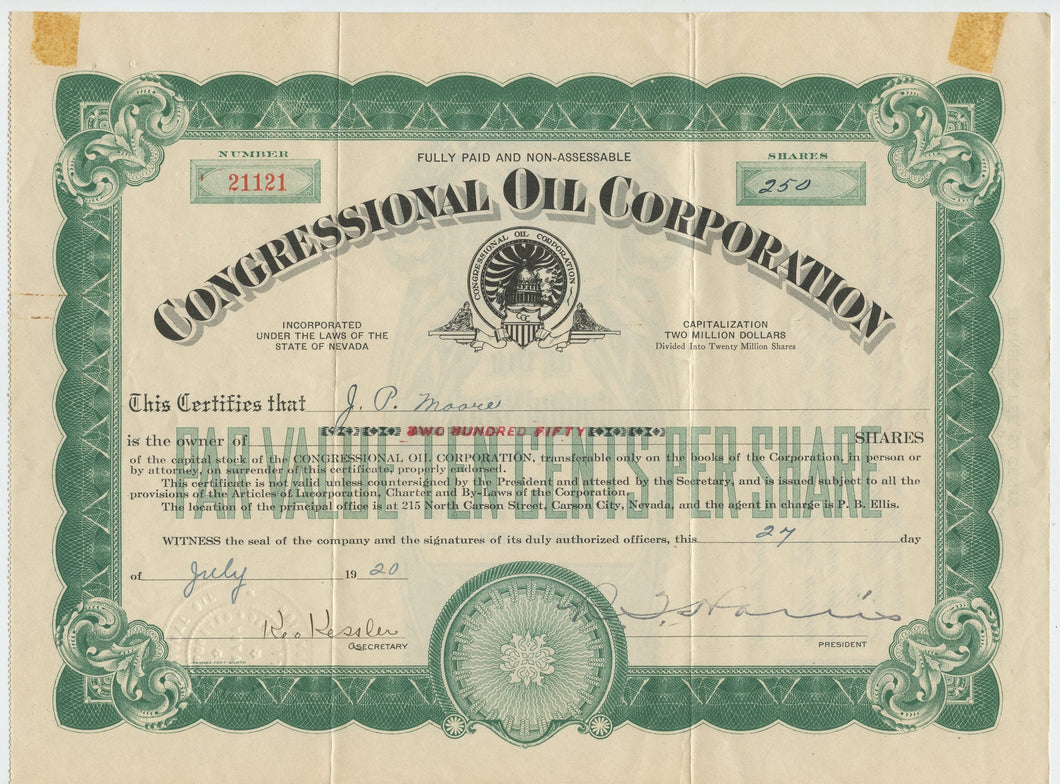 NUMBER
21121
FULLY PAID AND NON-ASSESSABLE
SHARES
250
CONGRESSIONAL OIL CORPORATION
CONGRESSIONAL OIL CORPORATION
COC
INCORPORATED
UNDER THE LAWS OF THE
STATE OF NEVADA
CAPITALIZATION
TWO MILLION DOLLARS
Divided Into Twenty Million Shares
This Certifies that J. P. Moore
TWO HUNDRED FIFTY
is the owner of SHARES
PAR VALUE TEN CENTS PER SHARE
of the capital stock of the CONGRESSIONAL OIL CORPORATION, transferable only on the books of the Corporation, in person or
by attorney, on surrender of this certificate, properly endorsed.
This certificate is not valid unless countersigned by the President and attested by the Secretary, and is issued subject to all the
provisions of the Articles of Incorporation, Charter and By-Laws of the Corporation.
The location of the principal office is at 215 North Carson Street, Carson City, Nevada, and the agent in charge is P. B. Ellis.
WITNESS the seal of the company and the signatures of its duly authorized officers, this 27 day
of July 1920
Kessler
SECRETARY
Harris
PRESIDENT